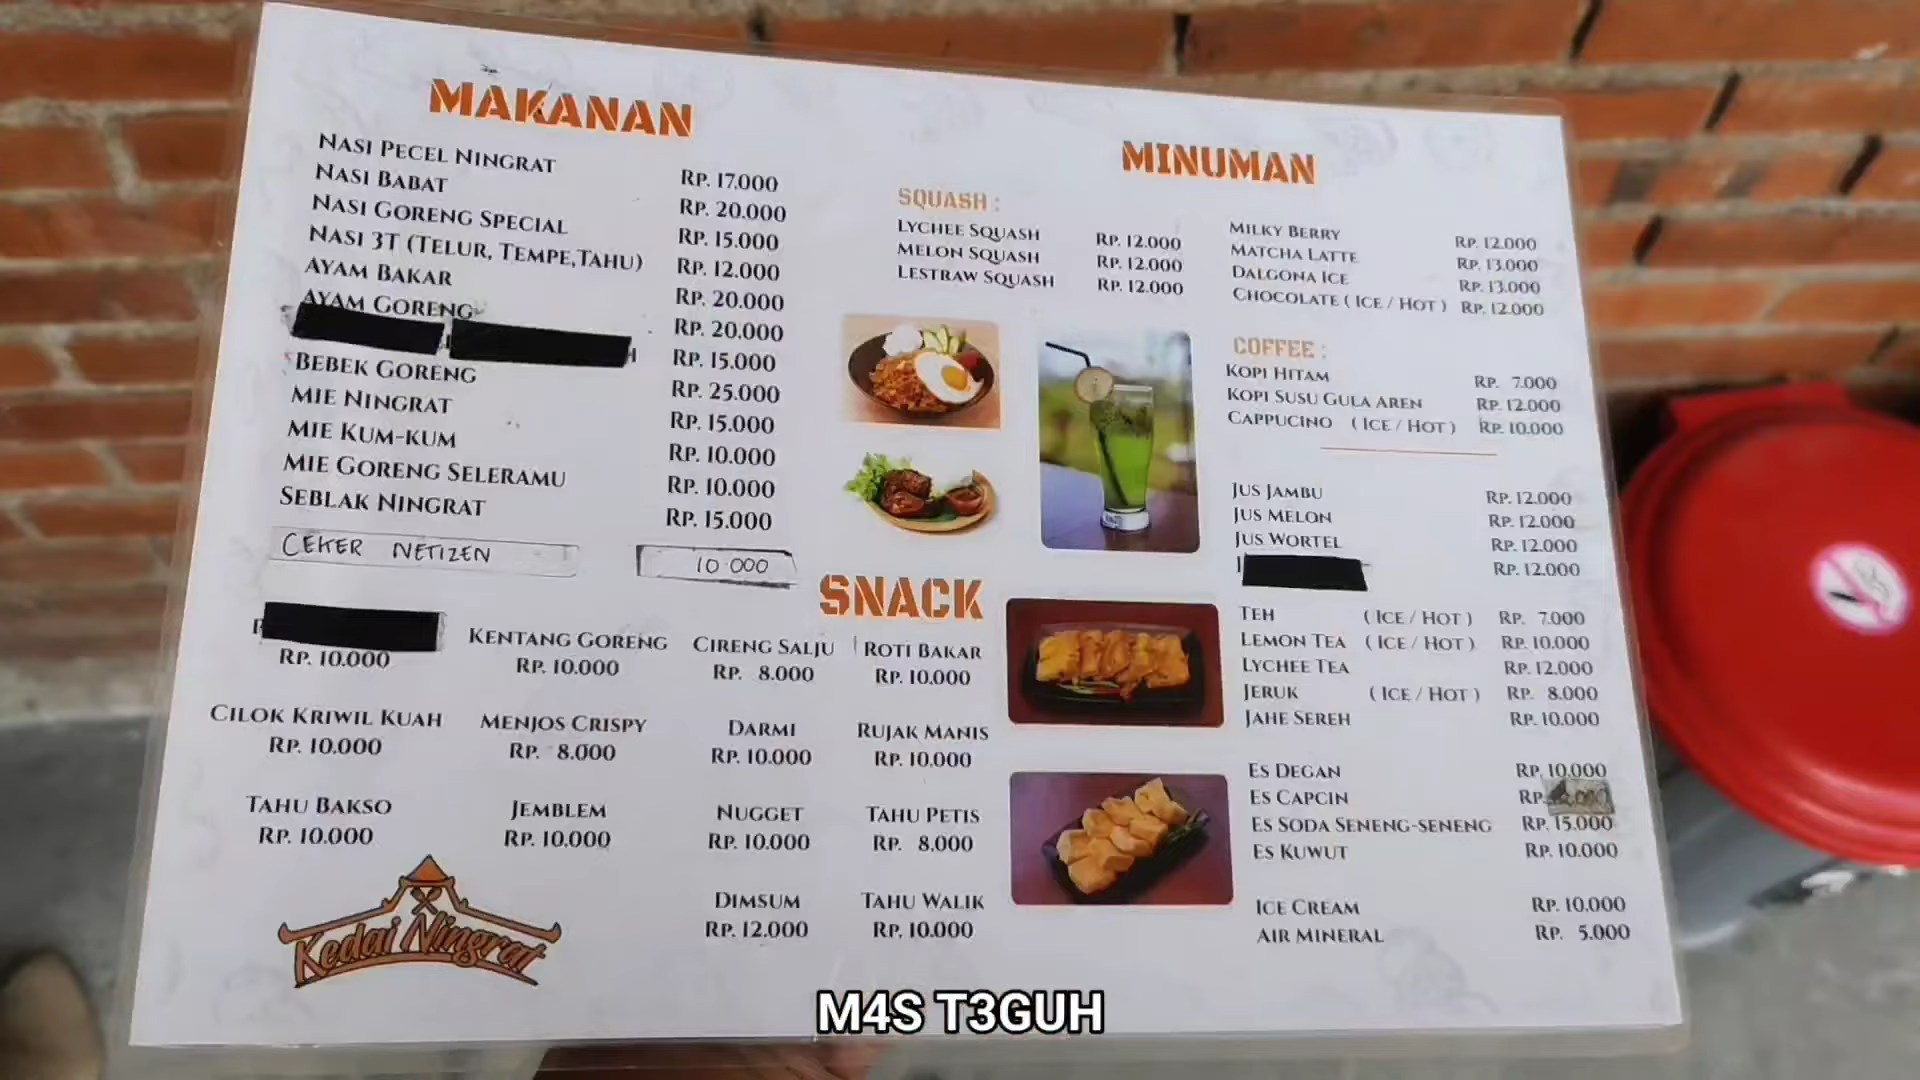 MAKANAN
NASI PECEL NINGRAT RP. 17.000
NASI BABAT RP. 20.000
NASI GORENG SPECIAL RP. 15.000
NASI 3T (TELUR, TEMPE,TAHU) RP. 12.000
AYAM BAKAR RP. 20.000
AYAM GORENG RP. 20.000
RP. 15.000
BEBEK GORENG RP. 25.000
MIE NINGRAT RP. 15.000
MIE KUM-KUM RP. 10.000
MIE GORENG SELERAMU RP. 10.000
SEBLAK NINGRAT RP. 15.000
CEKER NETIZEN 10.000
MINUMAN
SQUASH :
LYCHEE SQUASH RP. 12.000
MELON SQUASH RP. 12.000
LESTRAW SQUASH RP. 12.000
MILKY BERRY RP. 12.000
MATCHA LATTE RP. 13.000
DALGONA ICE RP. 13.000
CHOCOLATE ( ICE / HOT ) RP. 12.000
COFFEE :
KOPI HITAM RP. 7.000
KOPI SUSU GULA AREN RP. 12.000
CAPPUCINO ( ICE / HOT ) RP. 10.000
JUS JAMBU RP. 12.000
JUS MELON RP. 12.000
JUS WORTEL RP. 12.000
RP. 12.000
TEH ( ICE / HOT ) RP. 7.000
LEMON TEA ( ICE / HOT ) RP. 10.000
LYCHEE TEA RP. 12.000
JERUK ( ICE / HOT ) RP. 8.000
JAHE SEREH RP. 10.000
ES DEGAN RP. 10.000
ES CAPCIN RP.
ES SODA SENENG-SENENG RP. 15.000
ES KUWUT RP. 10.000
ICE CREAM RP. 10.000
AIR MINERAL RP. 5.000
SNACK
KENTANG GORENG CIRENG SALJU ROTI BAKAR
RP. 10.000 RP. 10.000 RP. 8.000 RP. 10.000
CILOK KRIWIL KUAH MENJOS CRISPY DARMI RUJAK MANIS
RP. 10.000 RP. 8.000 RP. 10.000 RP. 10.000
TAHU BAKSO JEMBLEM NUGGET TAHU PETIS
RP. 10.000 RP. 10.000 RP. 10.000 RP. 8.000
DIMSUM TAHU WALIK
RP. 12.000 RP. 10.000
Kedai Ningrat
M4S T3GUH